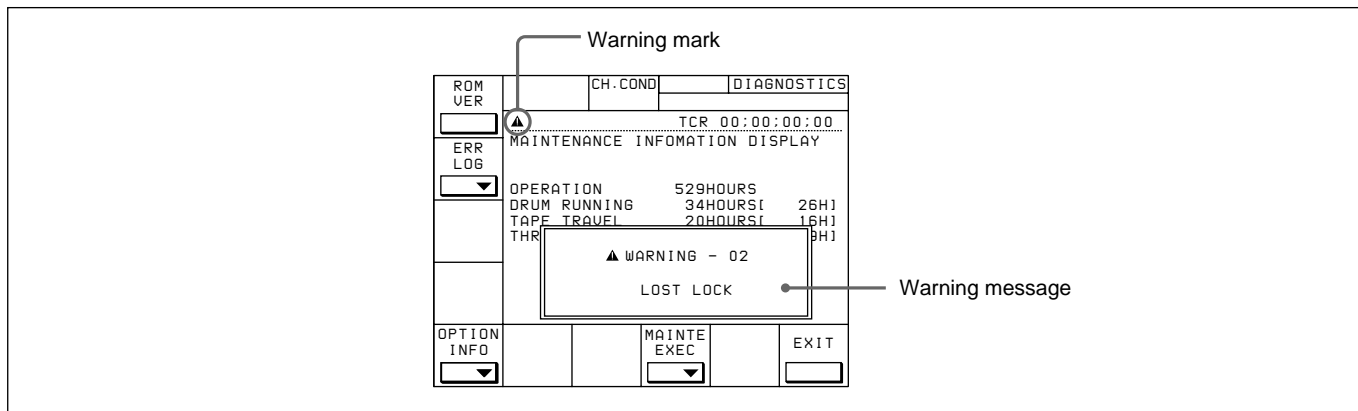 Warning mark
ROM
VER
CH.COND
DIAGNOSTICS
TCR 00;00;00;00
MAINTENANCE INFOMATION DISPLAY
ERR
LOG
OPERATION 529HOURS
DRUM RUNNING 34HOURS[ 26H]
TAPE TRAVEL 20HOURS[ 16H]
THR
9H]
WARNING - 02
LOST LOCK
Warning message
OPTION
INFO
MAINTE
EXEC
EXIT